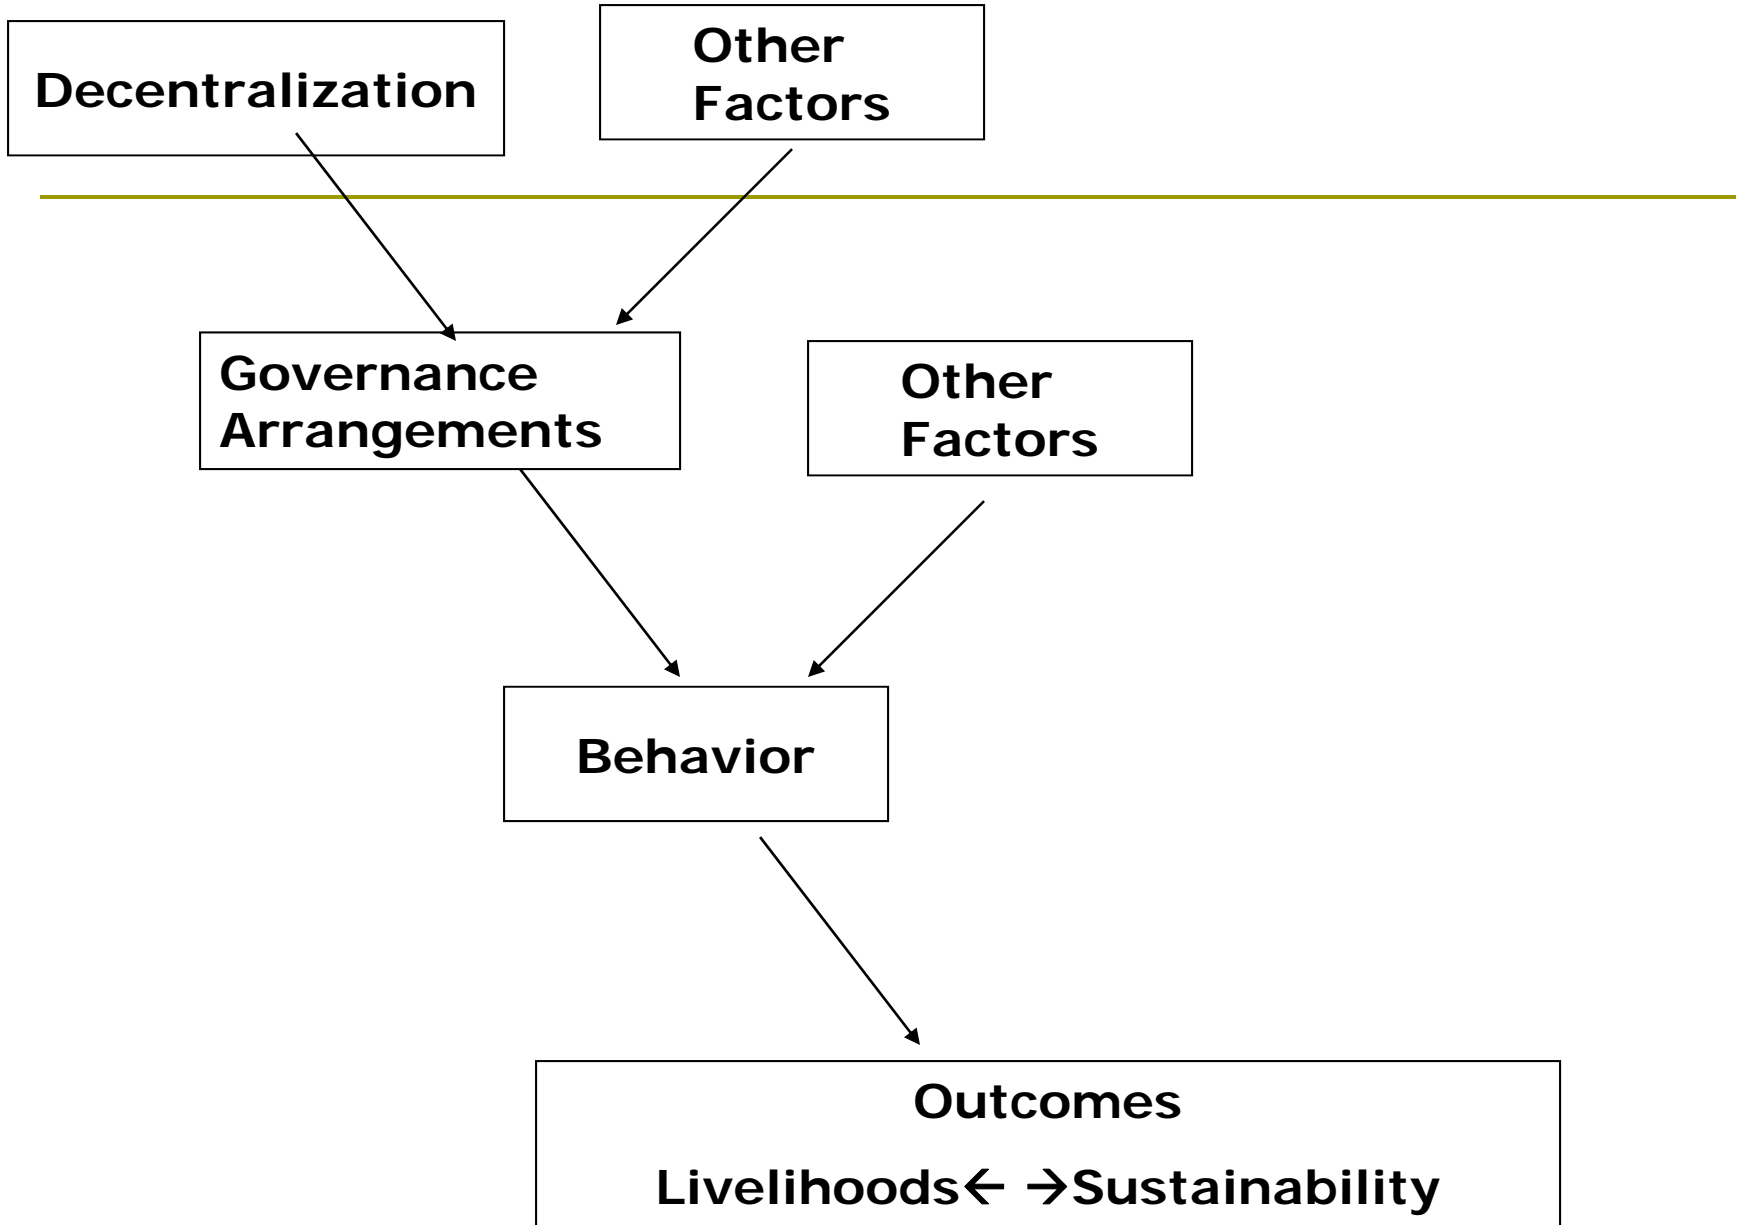 Decentralization
Other
Factors
Governance
Arrangements
Other
Factors
Behavior
Outcomes
Livelihoods← →Sustainability